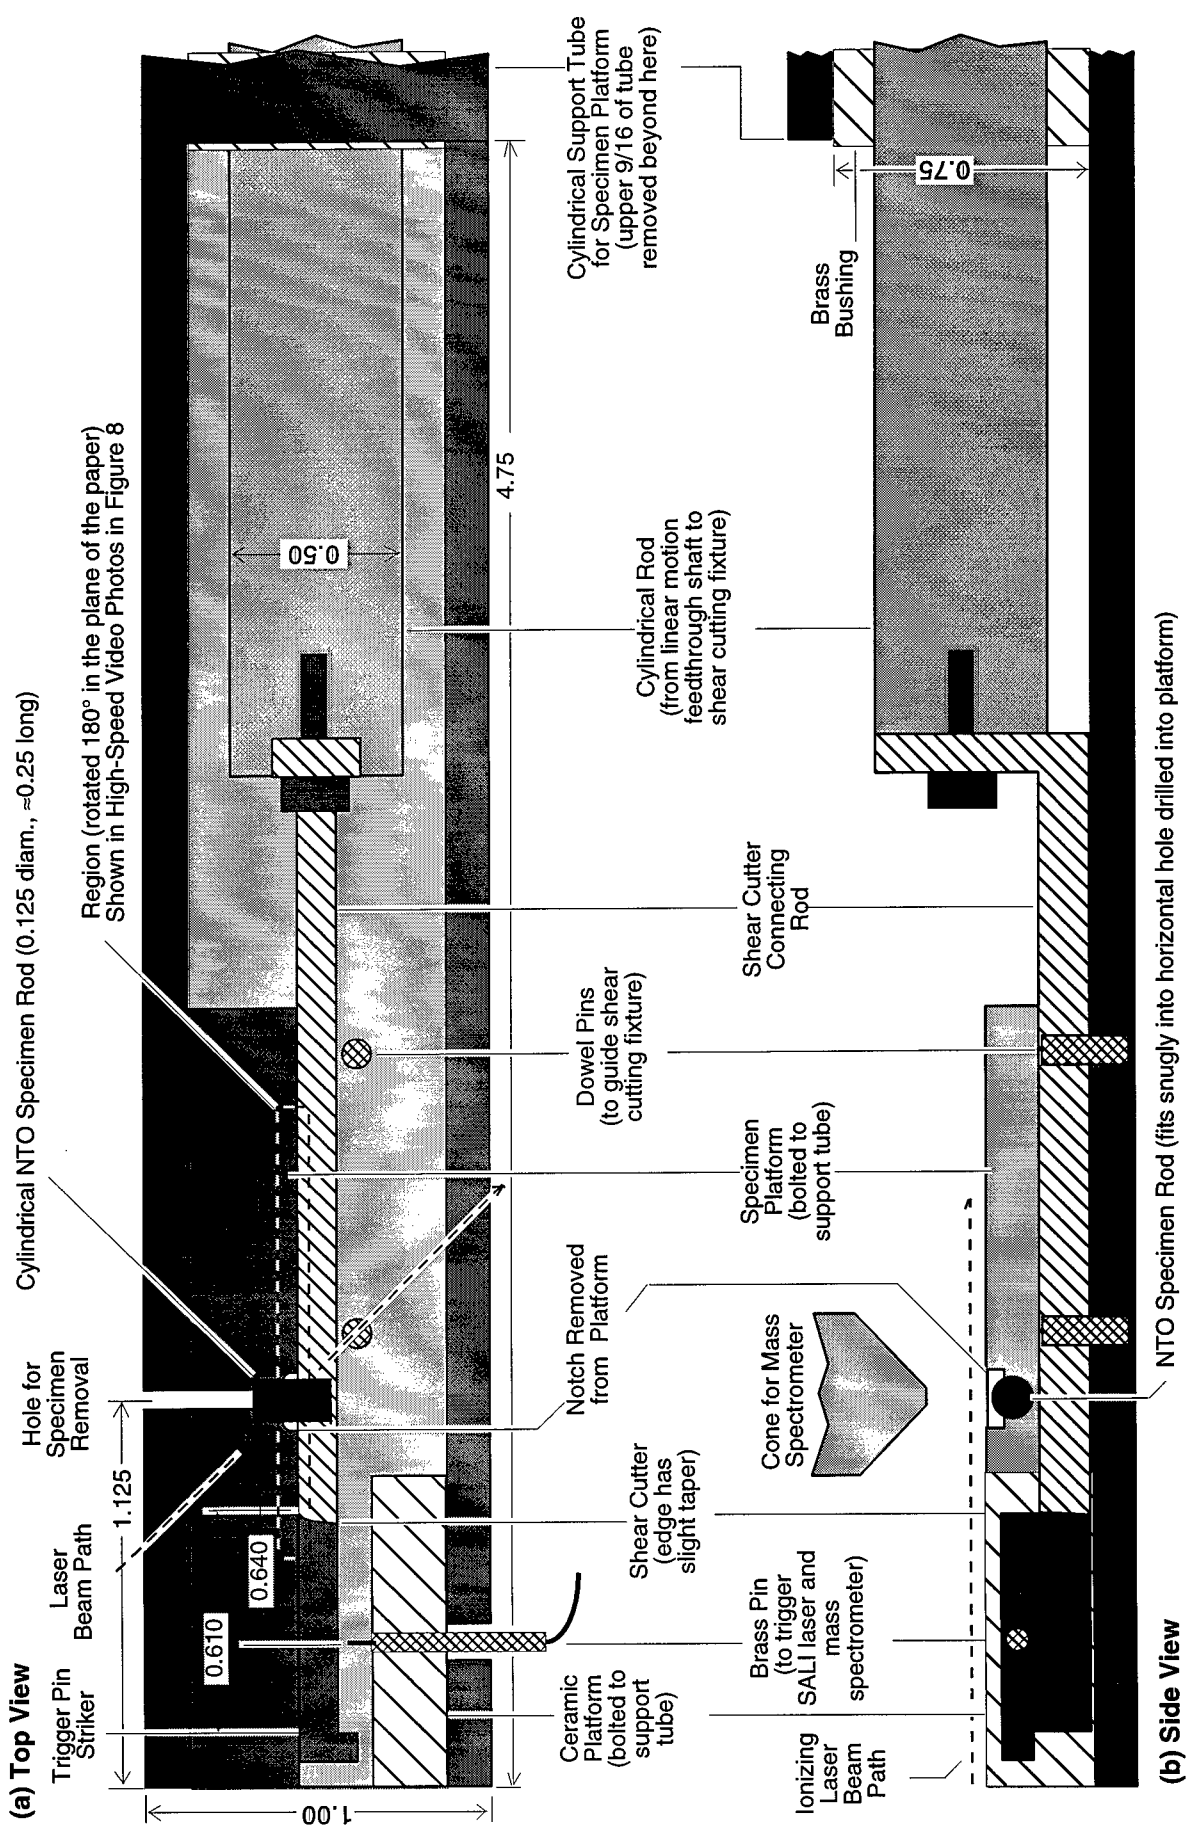 (a) Top View
Trigger Pin
Striker
Laser
Beam Path
Hole for
Specimen
Removal
Cylindrical NTO Specimen Rod (0.125 diam., ≈0.25 long)
Region (rotated 180° in the plane of the paper)
Shown in High-Speed Video Photos in Figure 8
1.125
0.610
0.640
1.00
0.50
4.75
Ceramic
Platform
(bolted to
support
tube)
Shear Cutter
(edge has
slight taper)
Notch Removed
from Platform
Dowel Pins
(to guide shear
cutting fixture)
Cylindrical Rod
(from linear motion
feedthrough shaft to
shear cutting fixture)
Cylindrical Support Tube
for Specimen Platform
(upper 9/16 of tube
removed beyond here)
Ionizing
Laser
Beam
Path
Brass Pin
(to trigger
SALI laser and
mass
spectrometer)
Cone for Mass
Spectrometer
Specimen
Platform
(bolted to
support tube)
Shear Cutter
Connecting
Rod
Brass
Bushing
0.75
(b) Side View
NTO Specimen Rod (fits snugly into horizontal hole drilled into platform)